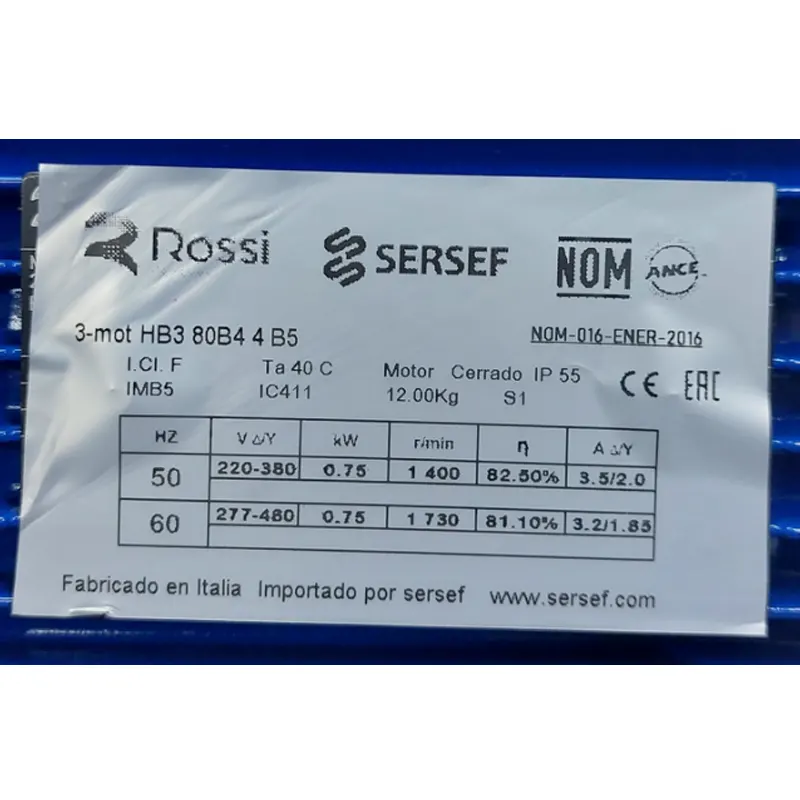 Rossi SERSEF NOM ANCE
3-mot HB3 80B4 4 B5 NOM-016-ENER-2016
I.Cl. F Ta 40 C Motor Cerrado IP 55 CE EAC
IMB5 IC411 12.00Kg S1
HZ V Δ/Y kW r/min η A Δ/Y
50 220-380 0.75 1 400 82.50% 3.5/2.0
60 277-480 0.75 1 730 81.10% 3.2/1.85
Fabricado en Italia Importado por sersef www.sersef.com